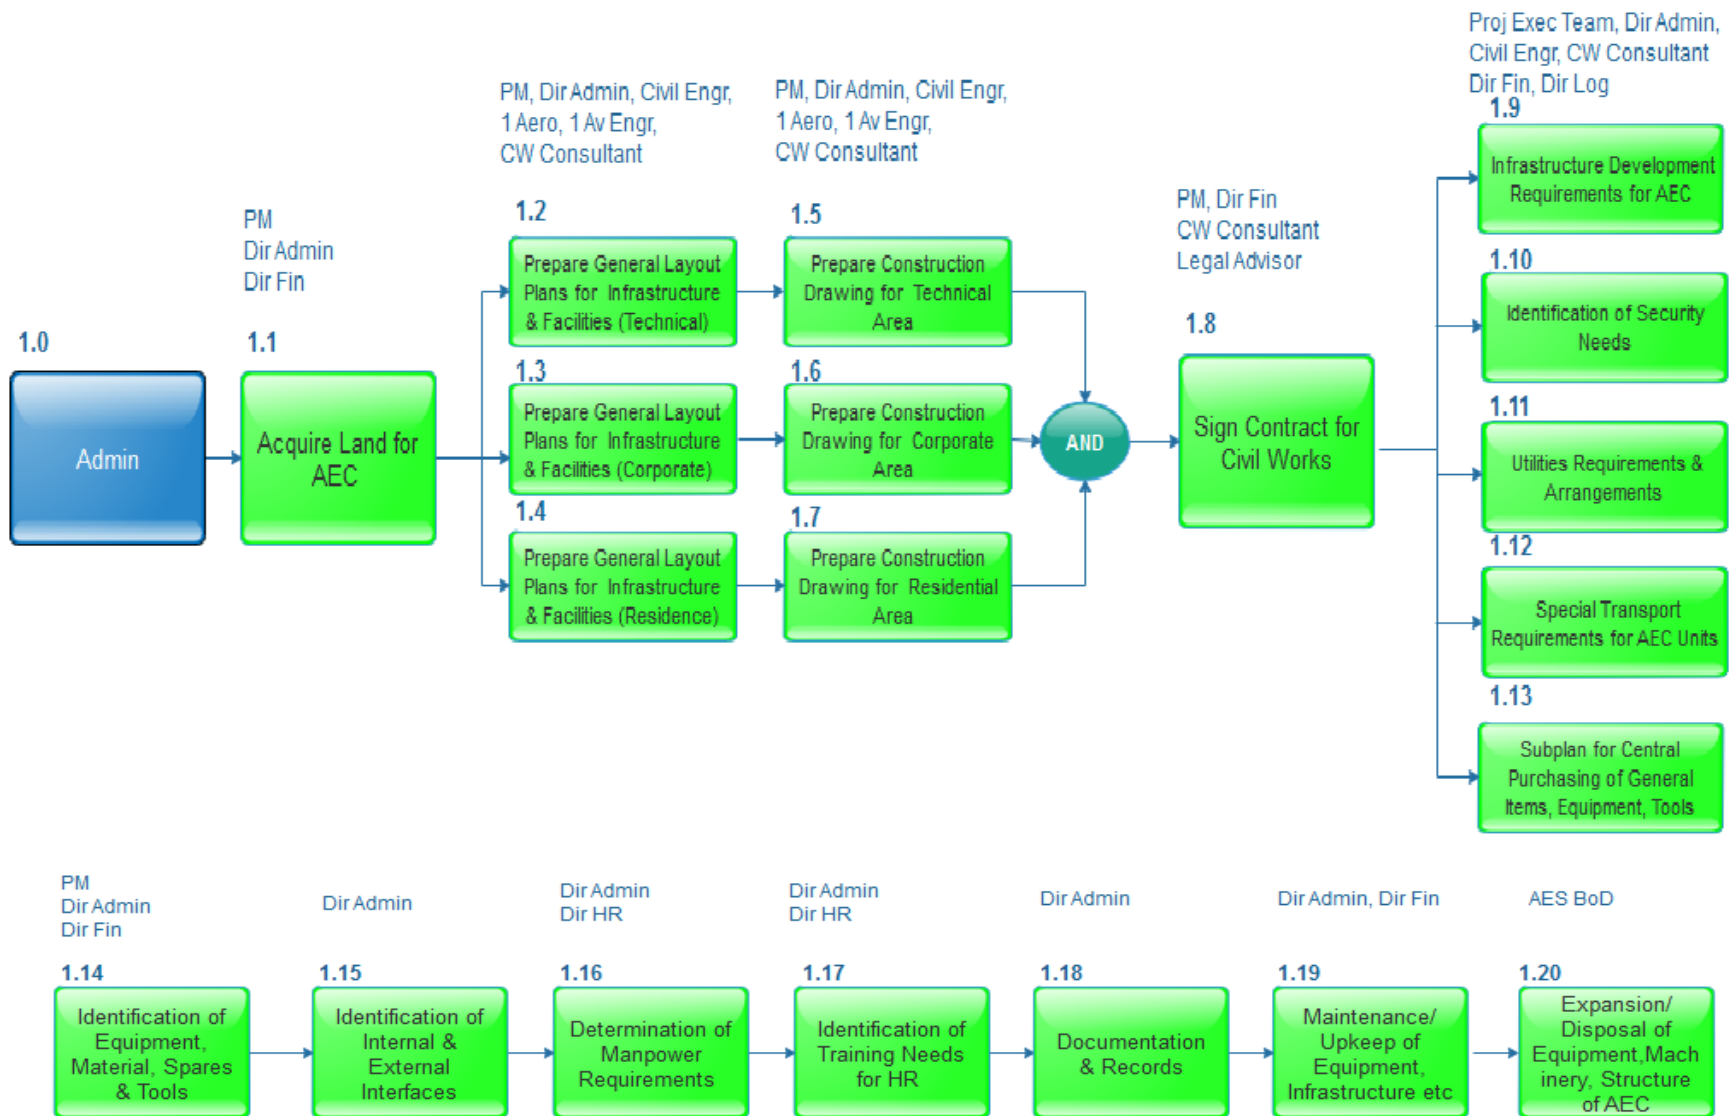 Proj Exec Team, Dir Admin,
Civil Engr, CW Consultant
Dir Fin, Dir Log
PM, Dir Admin, Civil Engr,
1 Aero, 1 Av Engr,
CW Consultant
PM, Dir Admin, Civil Engr,
1 Aero, 1 Av Engr,
CW Consultant
PM
Dir Admin
Dir Fin
PM, Dir Fin
CW Consultant
Legal Advisor
1.0
Admin
1.1
Acquire Land for
AEC
1.2
Prepare General Layout
Plans for Infrastructure
& Facilities (Technical)
1.3
Prepare General Layout
Plans for Infrastructure
& Facilities (Corporate)
1.4
Prepare General Layout
Plans for Infrastructure
& Facilities (Residence)
1.5
Prepare Construction
Drawing for Technical
Area
1.6
Prepare Construction
Drawing for Corporate
Area
1.7
Prepare Construction
Drawing for Residential
Area
AND
1.8
Sign Contract for
Civil Works
1.9
Infrastructure Development
Requirements for AEC
1.10
Identification of Security
Needs
1.11
Utilities Requirements &
Arrangements
1.12
Special Transport
Requirements for AEC Units
1.13
Subplan for Central
Purchasing of General
Items, Equipment, Tools
PM
Dir Admin
Dir Fin
1.14
Identification of
Equipment,
Material, Spares
& Tools
Dir Admin
1.15
Identification of
Internal &
External
Interfaces
Dir Admin
Dir HR
1.16
Determination of
Manpower
Requirements
Dir Admin
Dir HR
1.17
Identification of
Training Needs
for HR
Dir Admin
1.18
Documentation
& Records
Dir Admin, Dir Fin
1.19
Maintenance/
Upkeep of
Equipment,
Infrastructure etc
AES BoD
1.20
Expansion/
Disposal of
Equipment,Mach
inery, Structure
of AEC